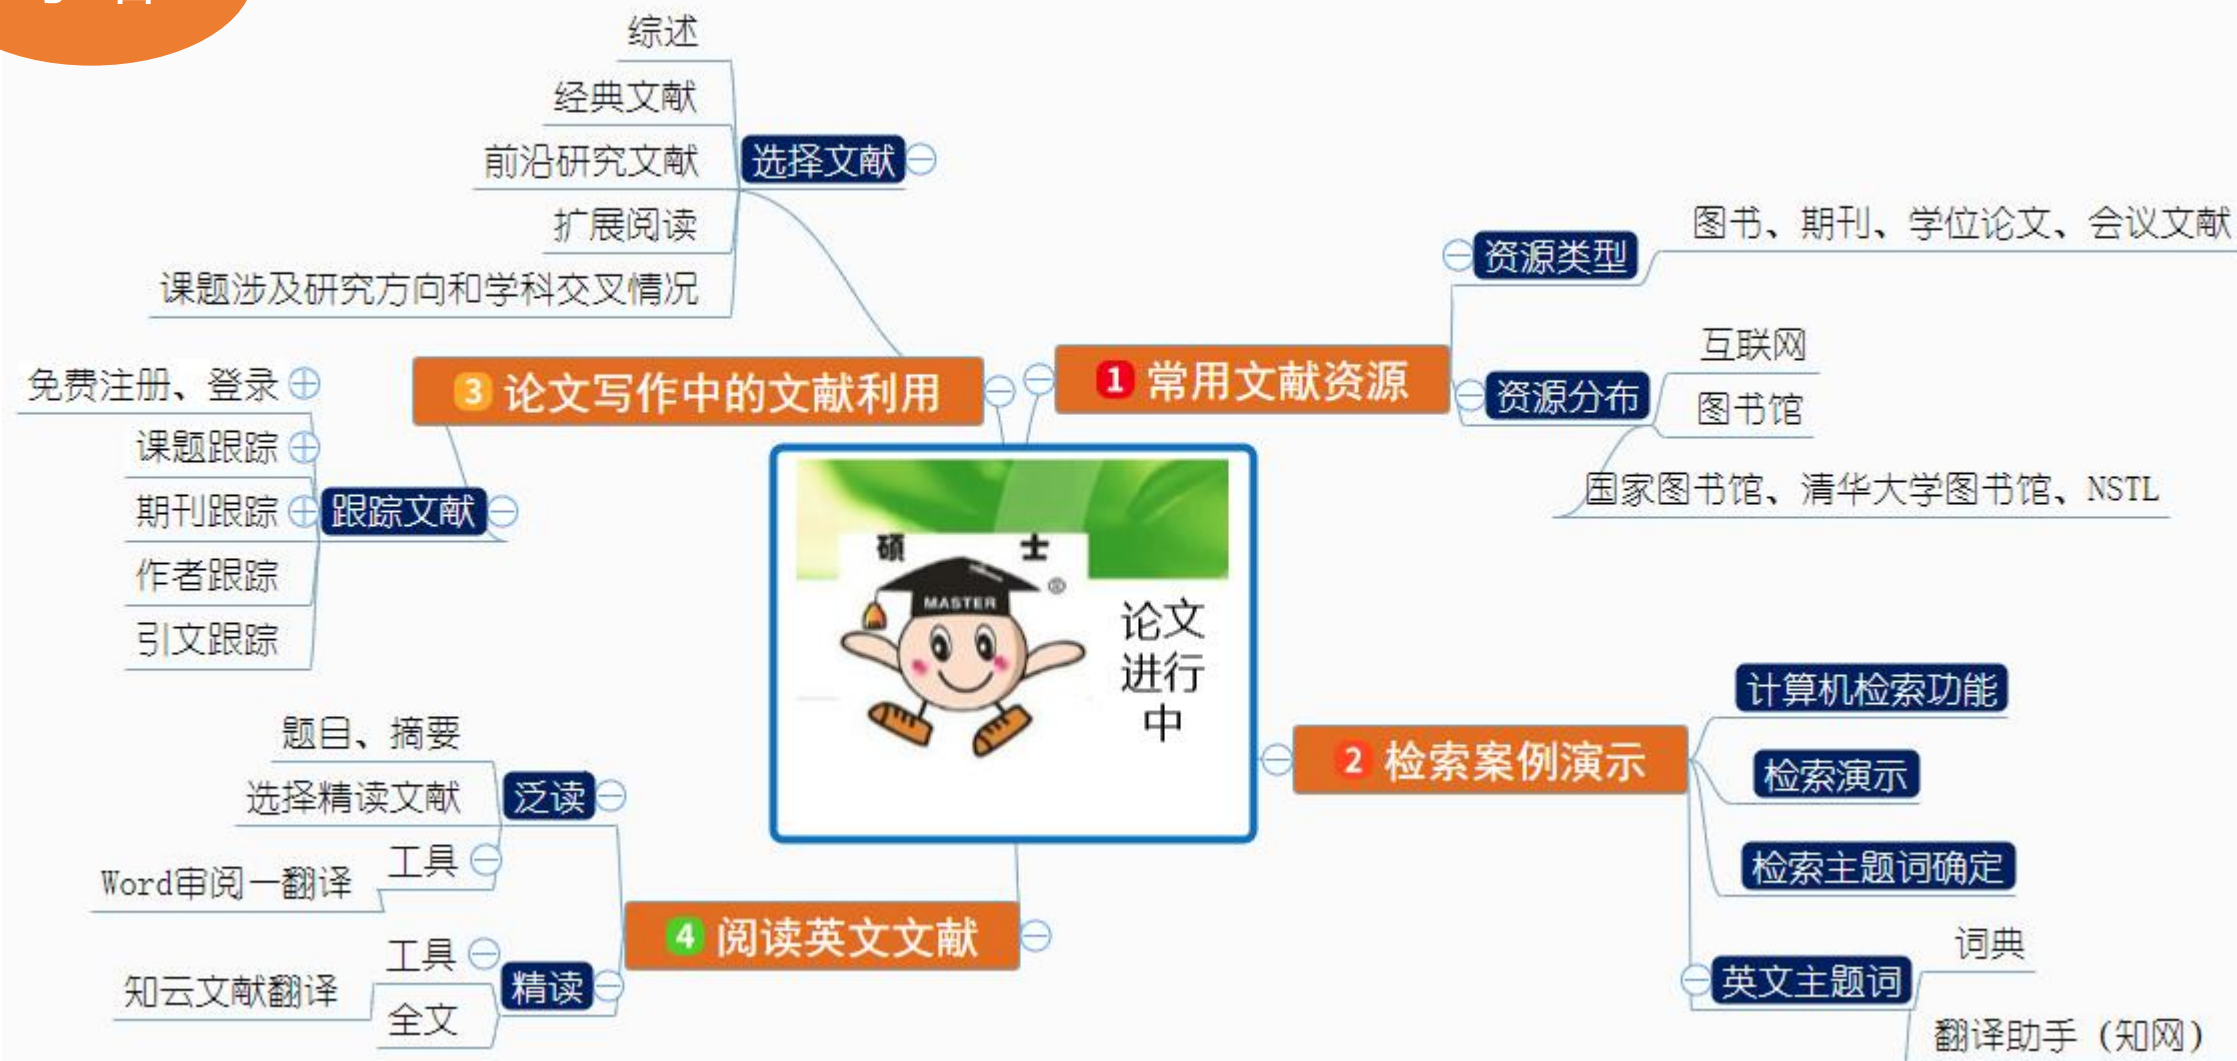 综述
经典文献
前沿研究文献
扩展阅读
课题涉及研究方向和学科交叉情况
选择文献
3 论文写作中的文献利用
免费注册、登录
课题跟踪
期刊跟踪
作者跟踪
引文跟踪
跟踪文献
1 常用文献资源
资源类型
图书、期刊、学位论文、会议文献
资源分布
互联网
图书馆
国家图书馆、清华大学图书馆、NSTL
碩 士
®
MASTER
论文
进行
中
2 检索案例演示
计算机检索功能
检索演示
检索主题词确定
英文主题词
词典
翻译助手（知网）
4 阅读英文文献
泛读
题目、摘要
选择精读文献
工具
Word审阅一翻译
精读
工具
知云文献翻译
全文